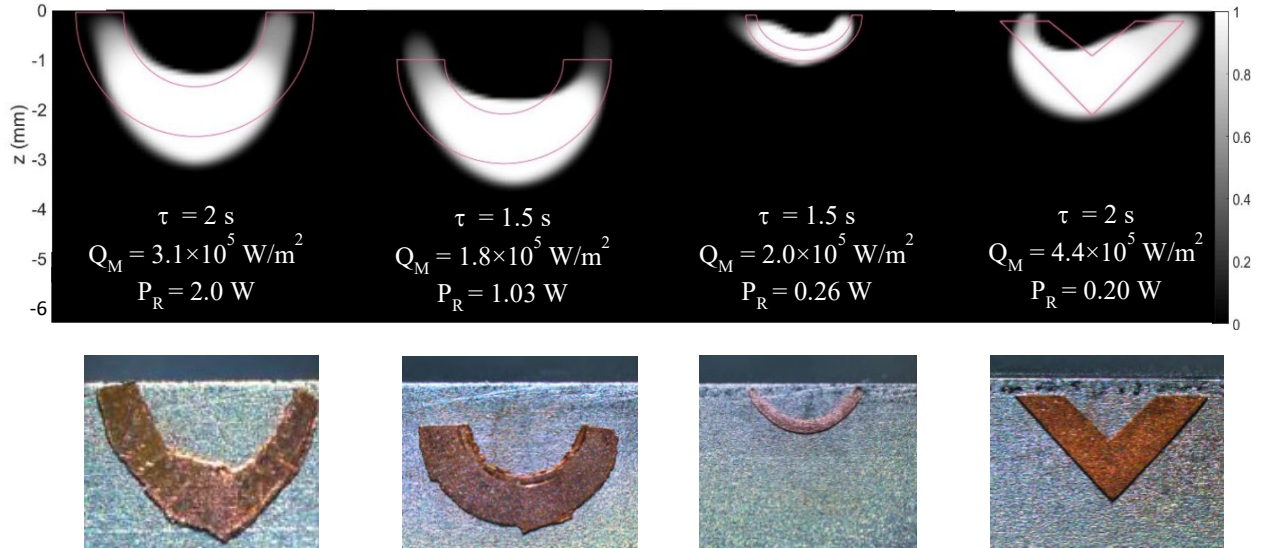 z (mm)
0
-1
-2
-3
-4
-5
-6
τ = 2 s
Q_M = 3.1×10^5 W/m^2
P_R = 2.0 W
τ = 1.5 s
Q_M = 1.8×10^5 W/m^2
P_R = 1.03 W
τ = 1.5 s
Q_M = 2.0×10^5 W/m^2
P_R = 0.26 W
τ = 2 s
Q_M = 4.4×10^5 W/m^2
P_R = 0.20 W
1
0.8
0.6
0.4
0.2
0